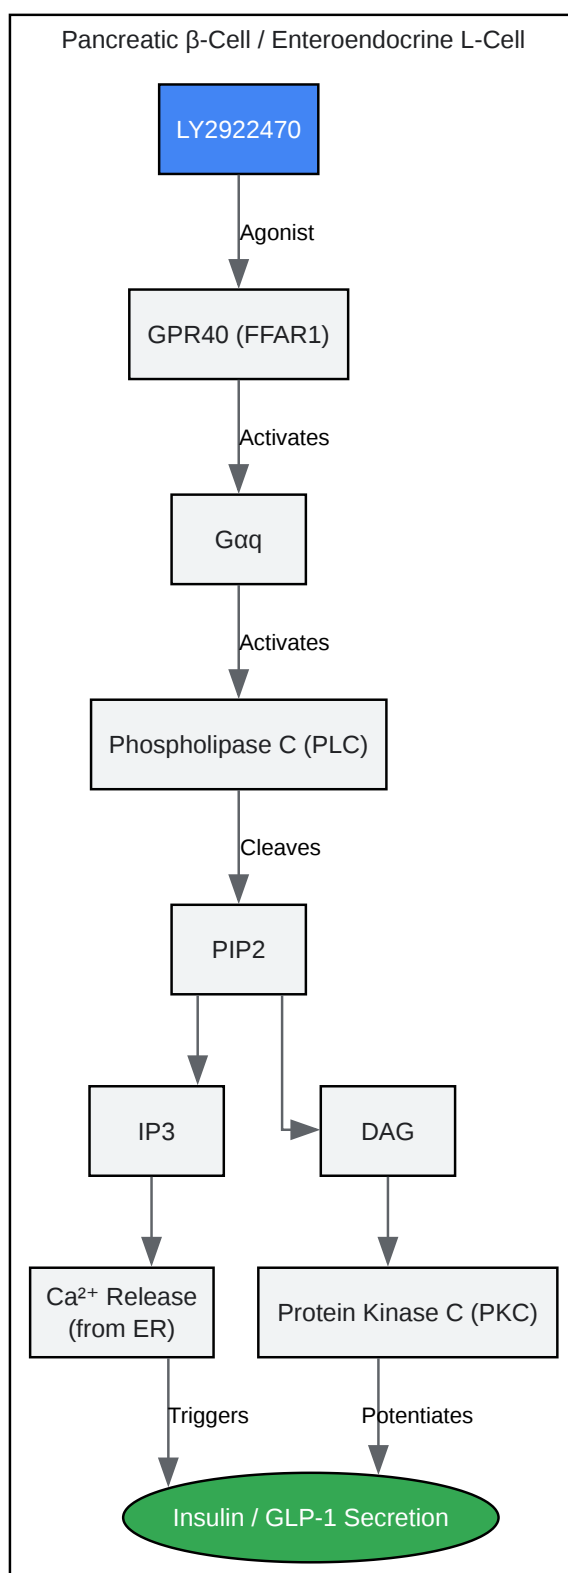 Pancreatic β-Cell / Enteroendocrine L-Cell
LY2922470
Agonist
GPR40 (FFAR1)
Activates
Gαq
Activates
Phospholipase C (PLC)
Cleaves
PIP2
IP3
DAG
Ca²⁺ Release
(from ER)
Protein Kinase C (PKC)
Triggers
Potentiates
Insulin / GLP-1 Secretion